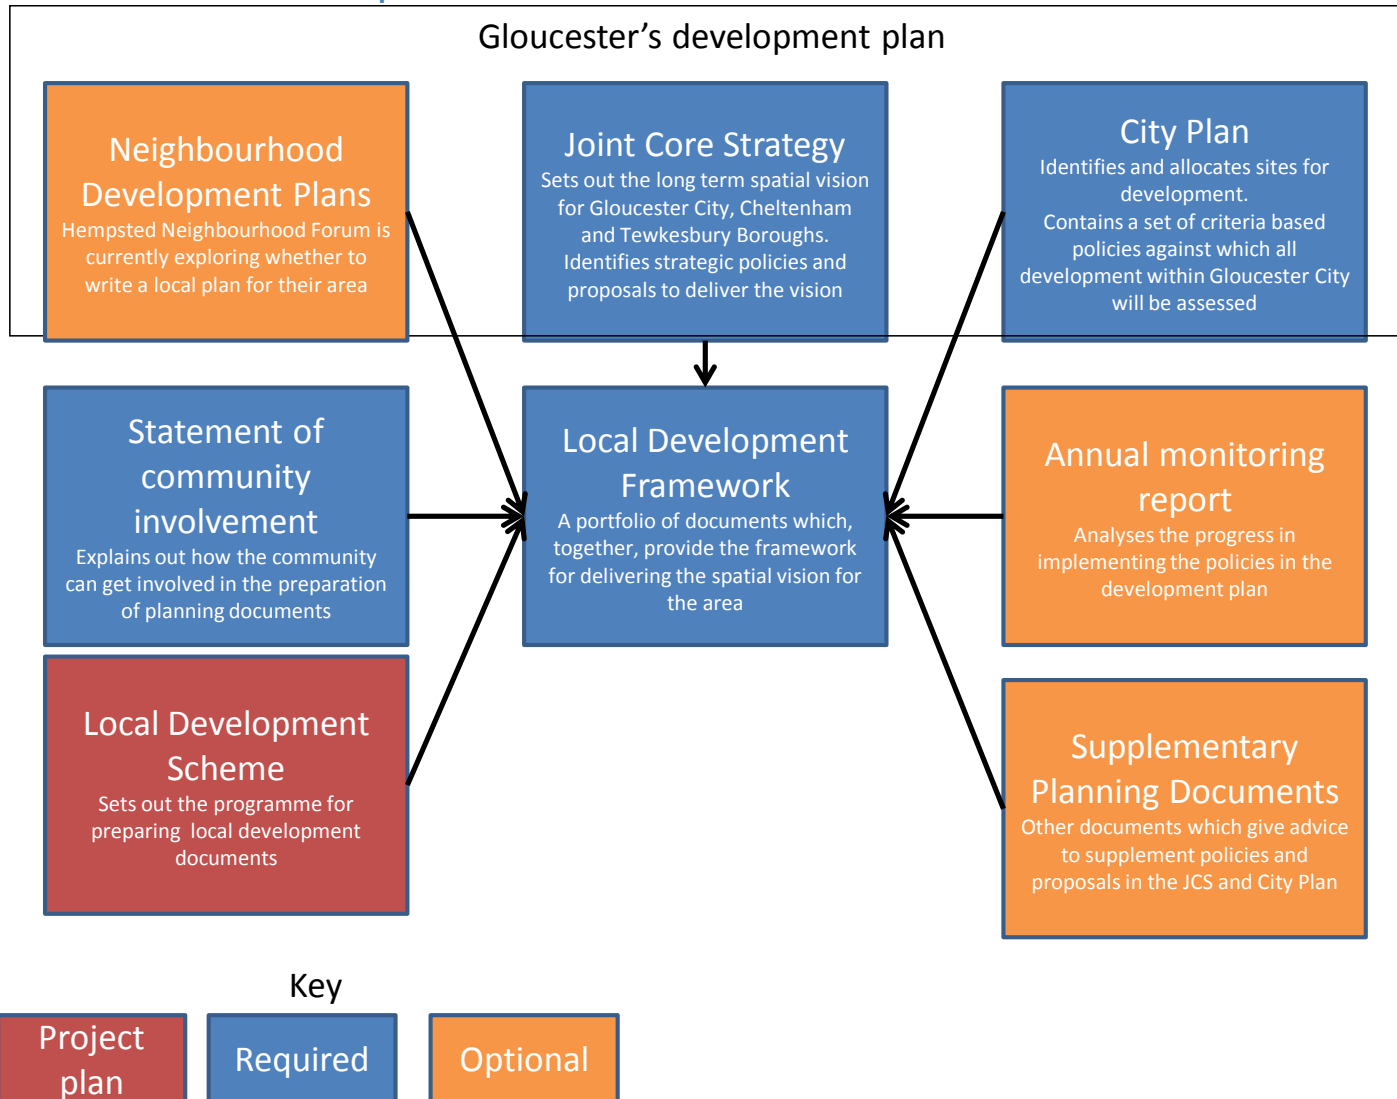 Gloucester’s development plan
Neighbourhood
Development Plans
Hempsted Neighbourhood Forum is
currently exploring whether to
write a local plan for their area
Joint Core Strategy
Sets out the long term spatial vision
for Gloucester City, Cheltenham
and Tewkesbury Boroughs.
Identifies strategic policies and
proposals to deliver the vision
City Plan
Identifies and allocates sites for
development.
Contains a set of criteria based
policies against which all
development within Gloucester City
will be assessed
Statement of
community
involvement
Explains out how the community
can get involved in the preparation
of planning documents
Local Development
Framework
A portfolio of documents which,
together, provide the framework
for delivering the spatial vision for
the area
Annual monitoring
report
Analyses the progress in
implementing the policies in the
development plan
Local Development
Scheme
Sets out the programme for
preparing local development
documents
Supplementary
Planning Documents
Other documents which give advice
to supplement policies and
proposals in the JCS and City Plan
Key
Project
plan
Required
Optional